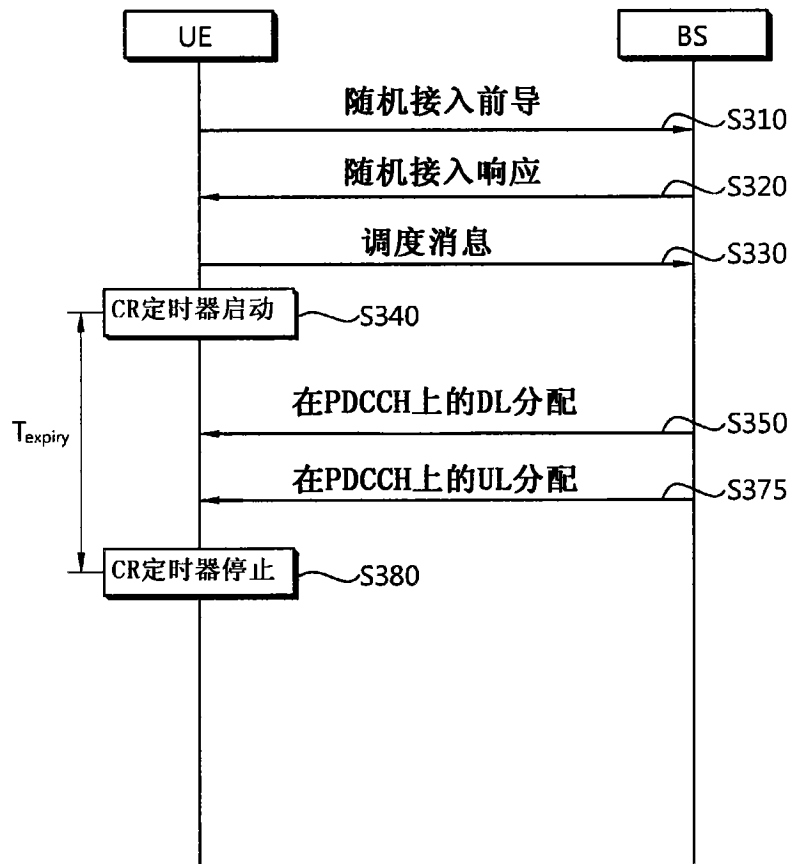 UE
BS
随机接入前导
S310
随机接入响应
S320
调度消息
S330
CR定时器启动
S340
在PDCCH上的DL分配
S350
Texpiry
在PDCCH上的UL分配
S375
CR定时器停止
S380